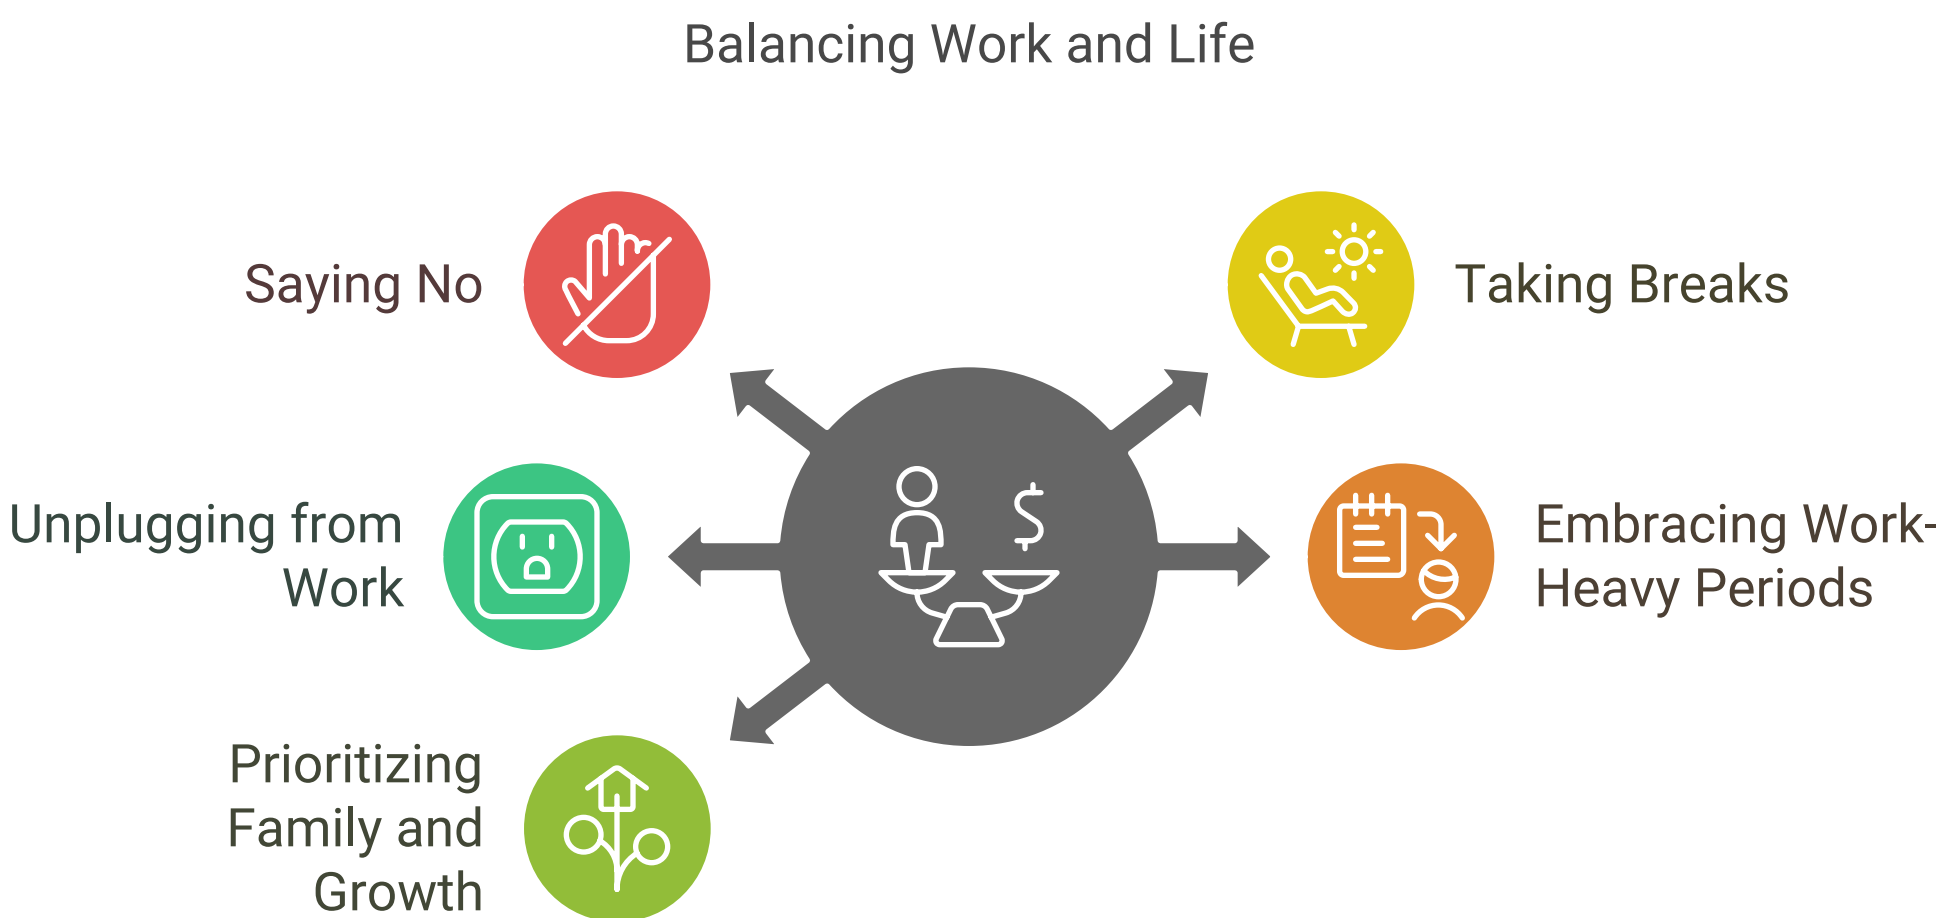 Balancing Work and Life
Saying No
Taking Breaks
Unplugging from
Work
Embracing Work-
Heavy Periods
Prioritizing
Family and
Growth
$